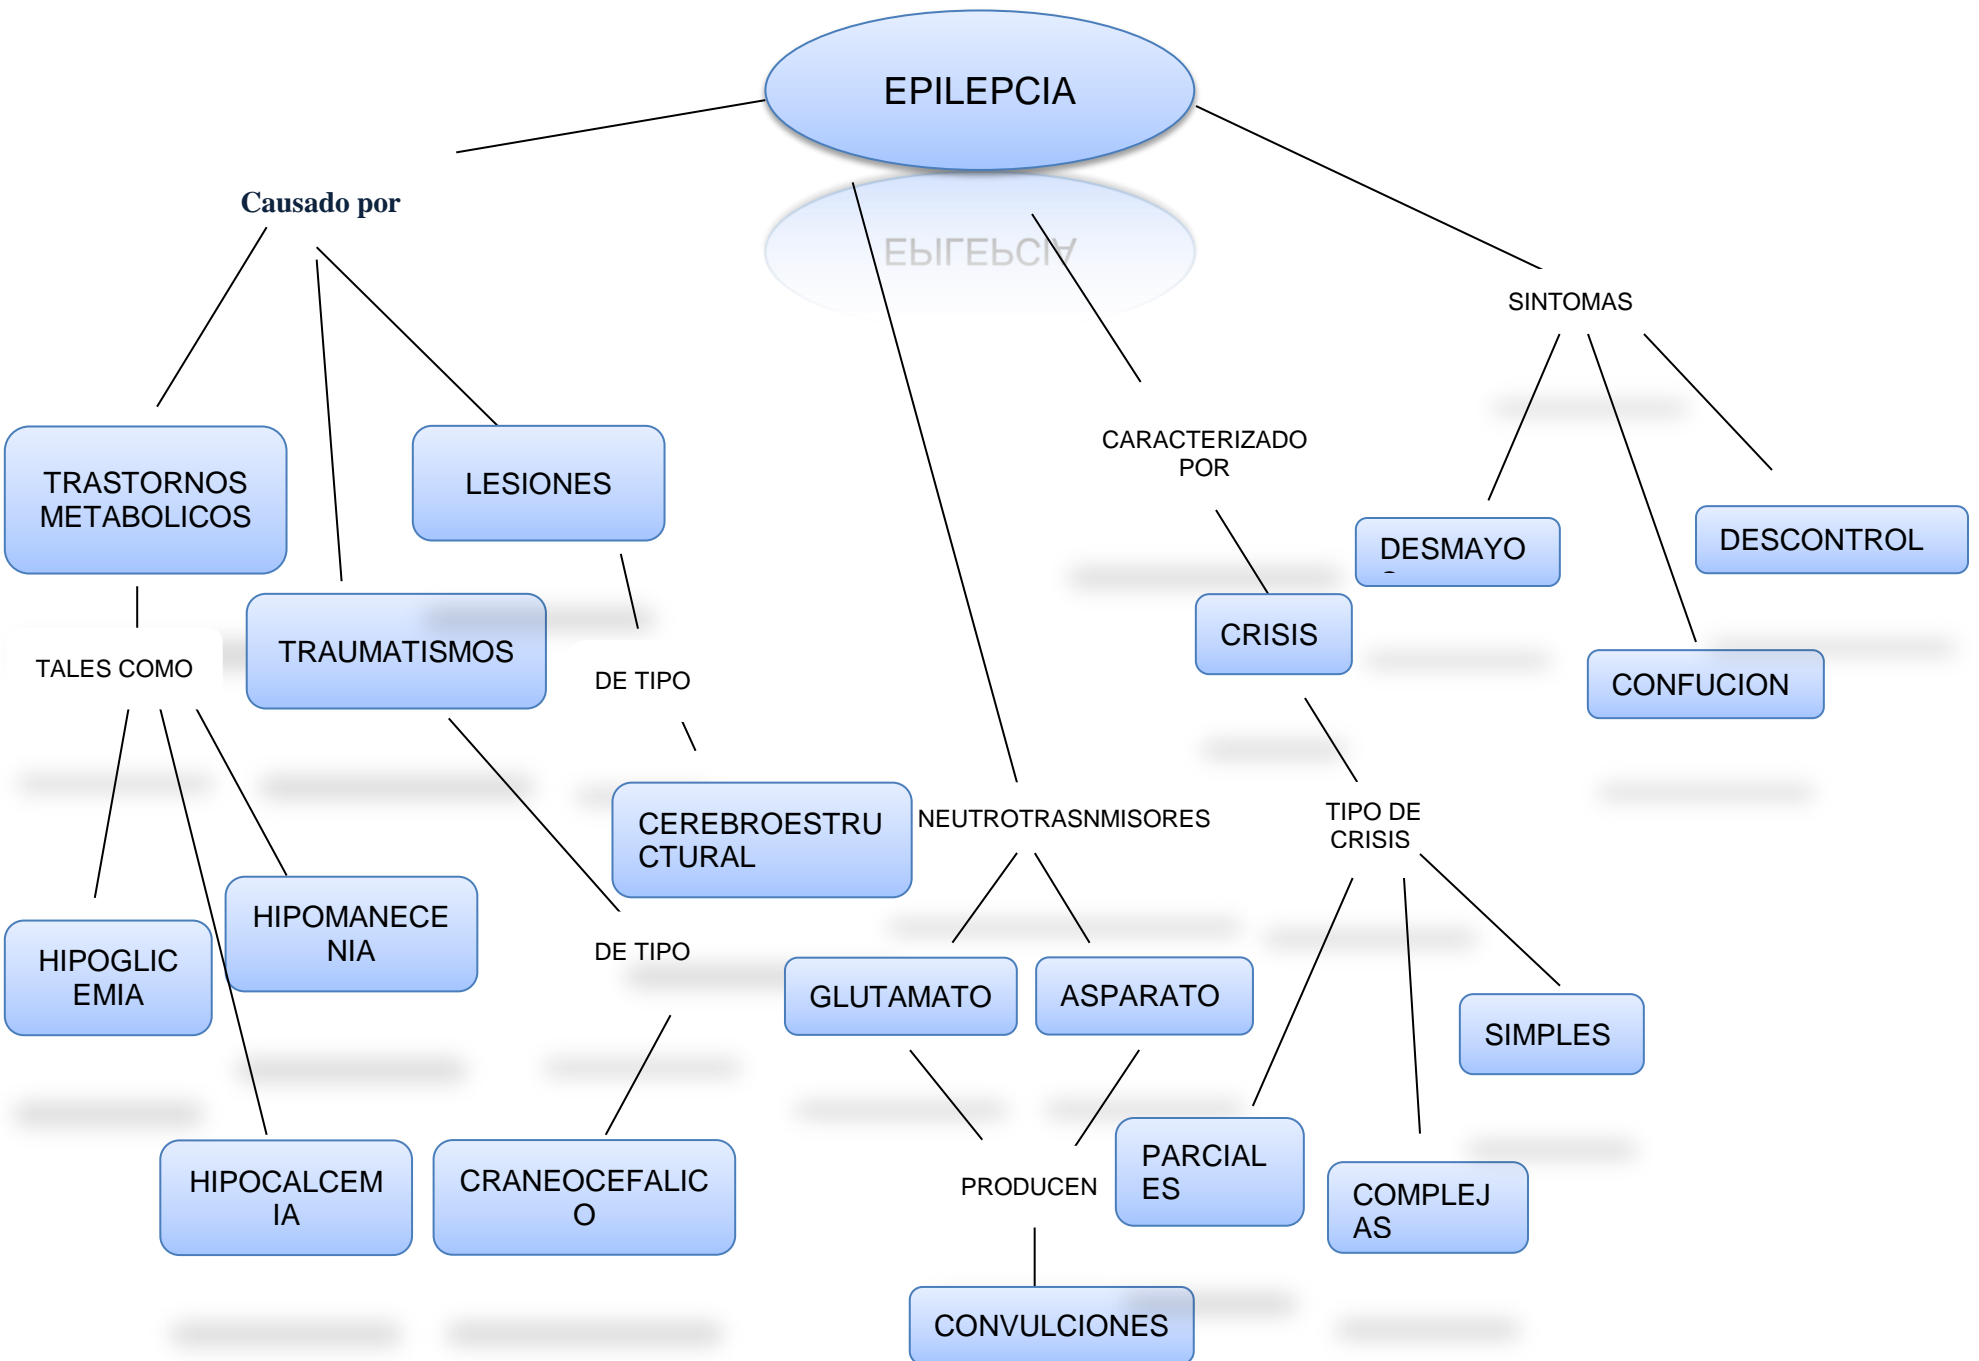 EPILEPCIA
Causado por
SINTOMAS
CARACTERIZADO
POR
TRASTORNOS
METABOLICOS
LESIONES
DESMAYO
DESCONTROL
TALES COMO
TRAUMATISMOS
DE TIPO
CRISIS
CONFUCION
CEREBROESTRU
CTURAL
NEUTROTRASNMISORES
TIPO DE
CRISIS
HIPOGLIC
EMIA
HIPOMANECE
NIA
DE TIPO
GLUTAMATO
ASPARATO
SIMPLES
HIPOCALCEM
IA
CRANEOCEFALIC
O
PRODUCEN
PARCIAL
ES
COMPLEJ
AS
CONVULCIONES